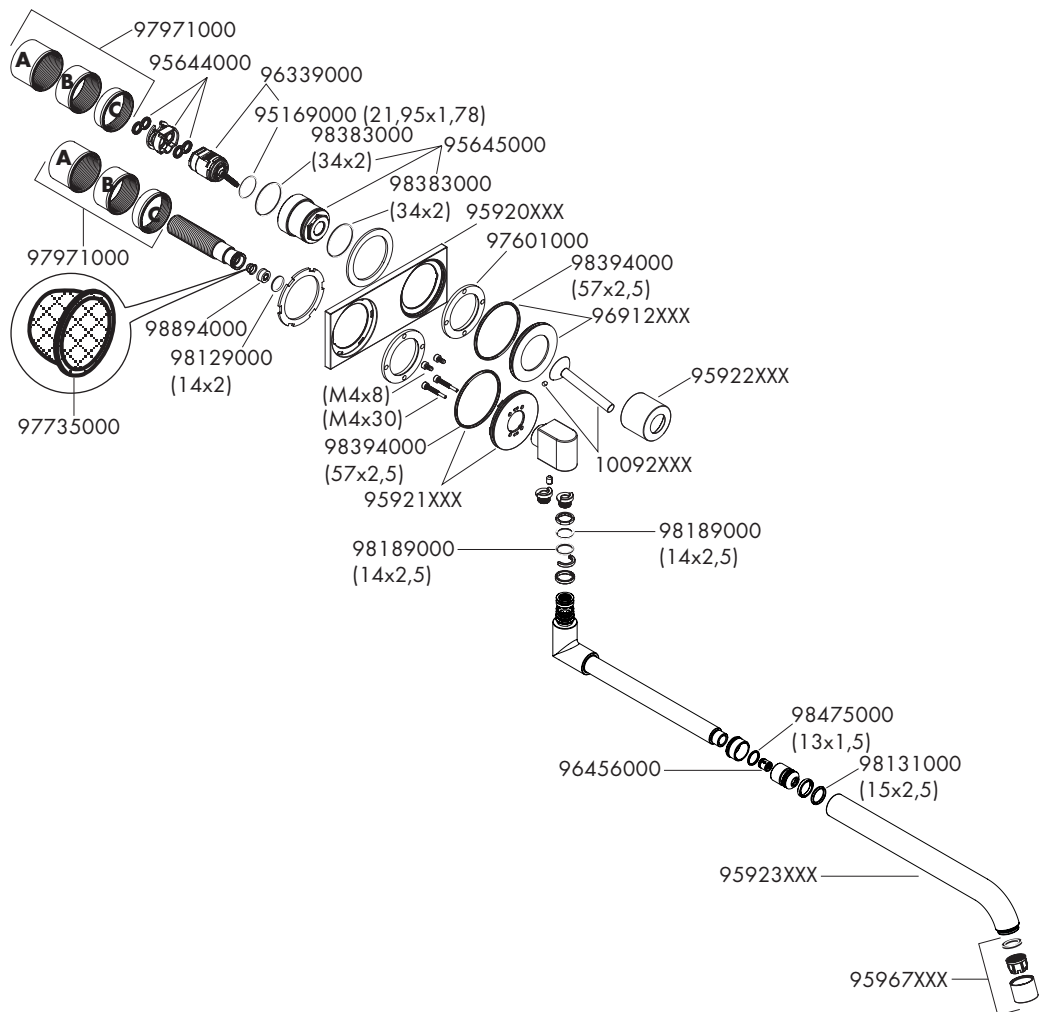 97971000
95644000
96339000
95169000 (21,95x1,78)
98383000
(34x2)
95645000
98383000
(34x2)
95920XXX
97601000
98394000
(57x2,5)
96912XXX
A
B
C
A
B
C
97971000
98894000
98129000
(14x2)
97735000
(M4x8)
(M4x30)
98394000
(57x2,5)
95921XXX
95922XXX
10092XXX
98189000
(14x2,5)
98189000
(14x2,5)
98475000
(13x1,5)
96456000
98131000
(15x2,5)
95923XXX
95967XXX